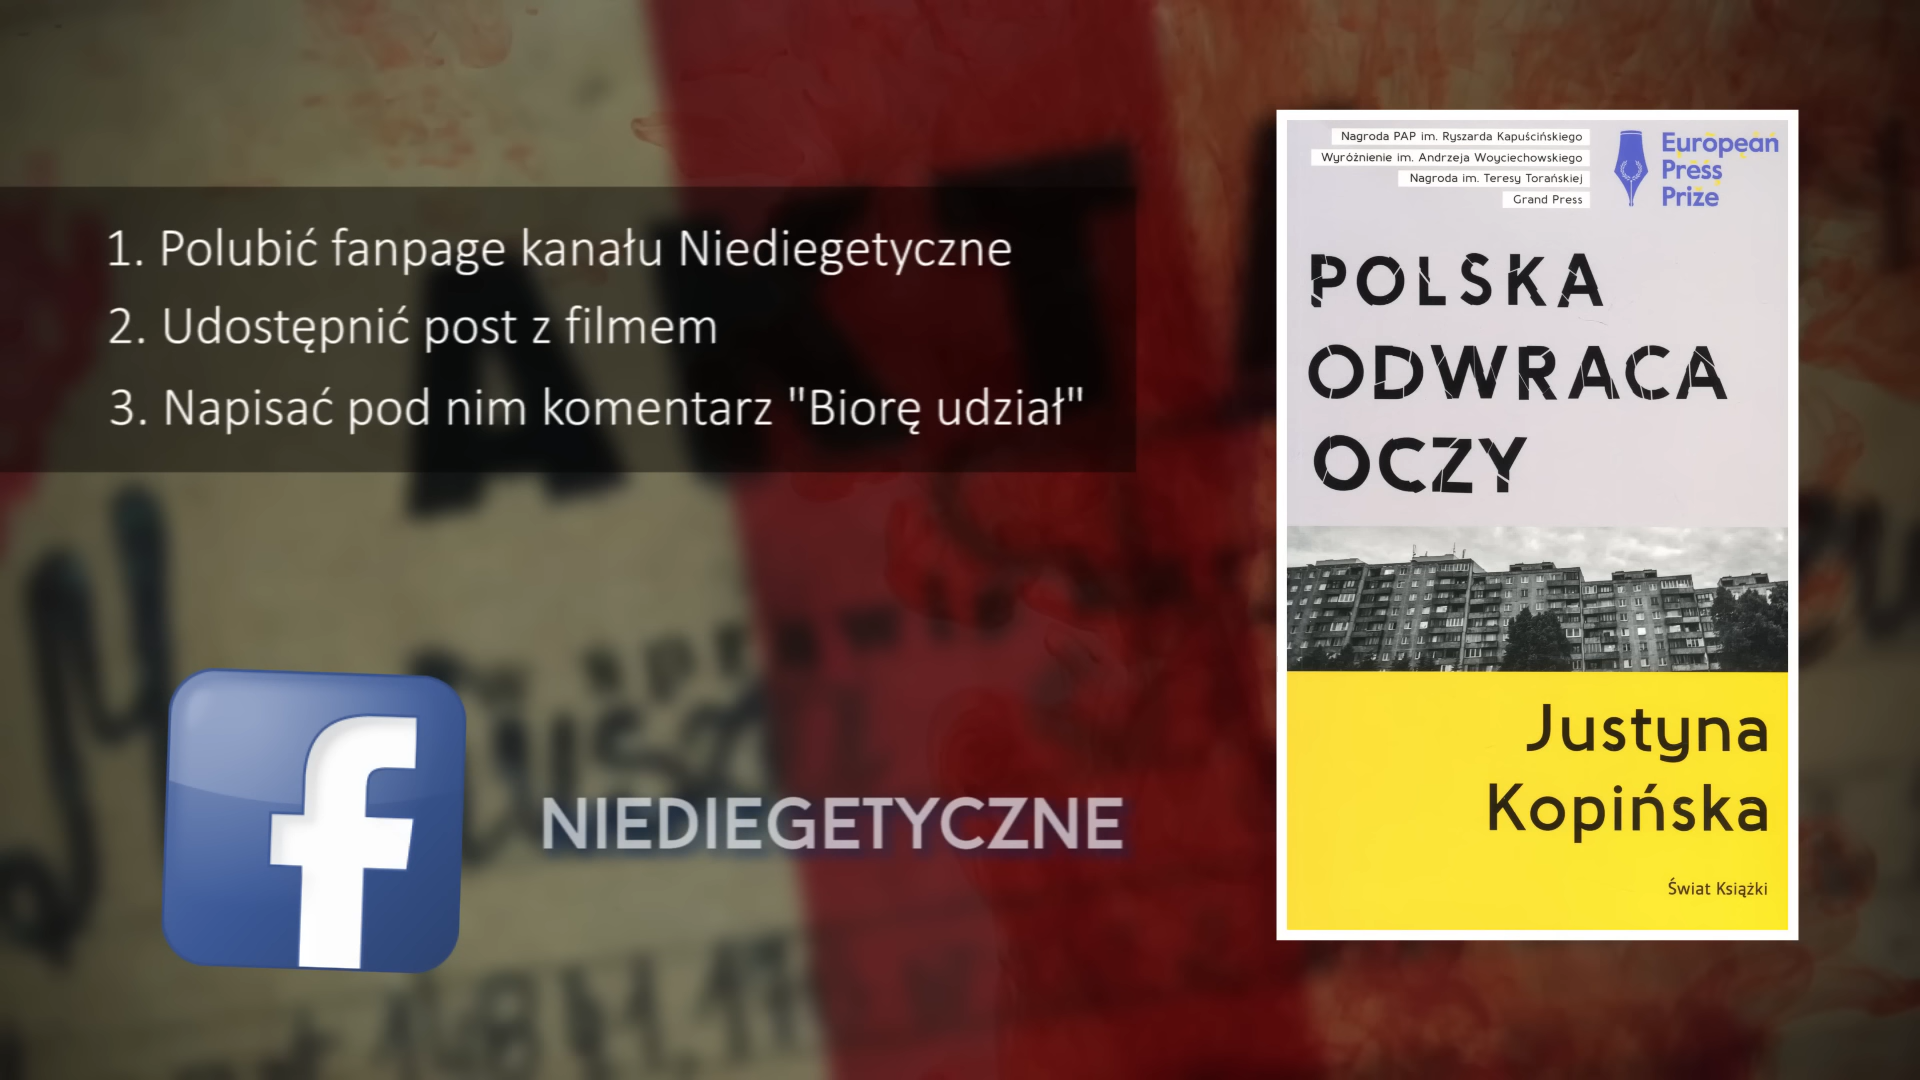 1. Polubić fanpage kanału Niediegetyczne
2. Udostępnić post z filmem
3. Napisać pod nim komentarz "Biorę udział"
AKTA
f
NIEDIEGETYCZNE
Nagroda PAP im. Ryszarda Kapuścińskiego
Wyróżnienie im. Andrzeja Woyciechowskiego
Nagroda im. Teresy Torańskiej
Grand Press
European
Press
Prize
POLSKA
ODWRACA
OCZY
Justyna
Kopińska
Świat Książki